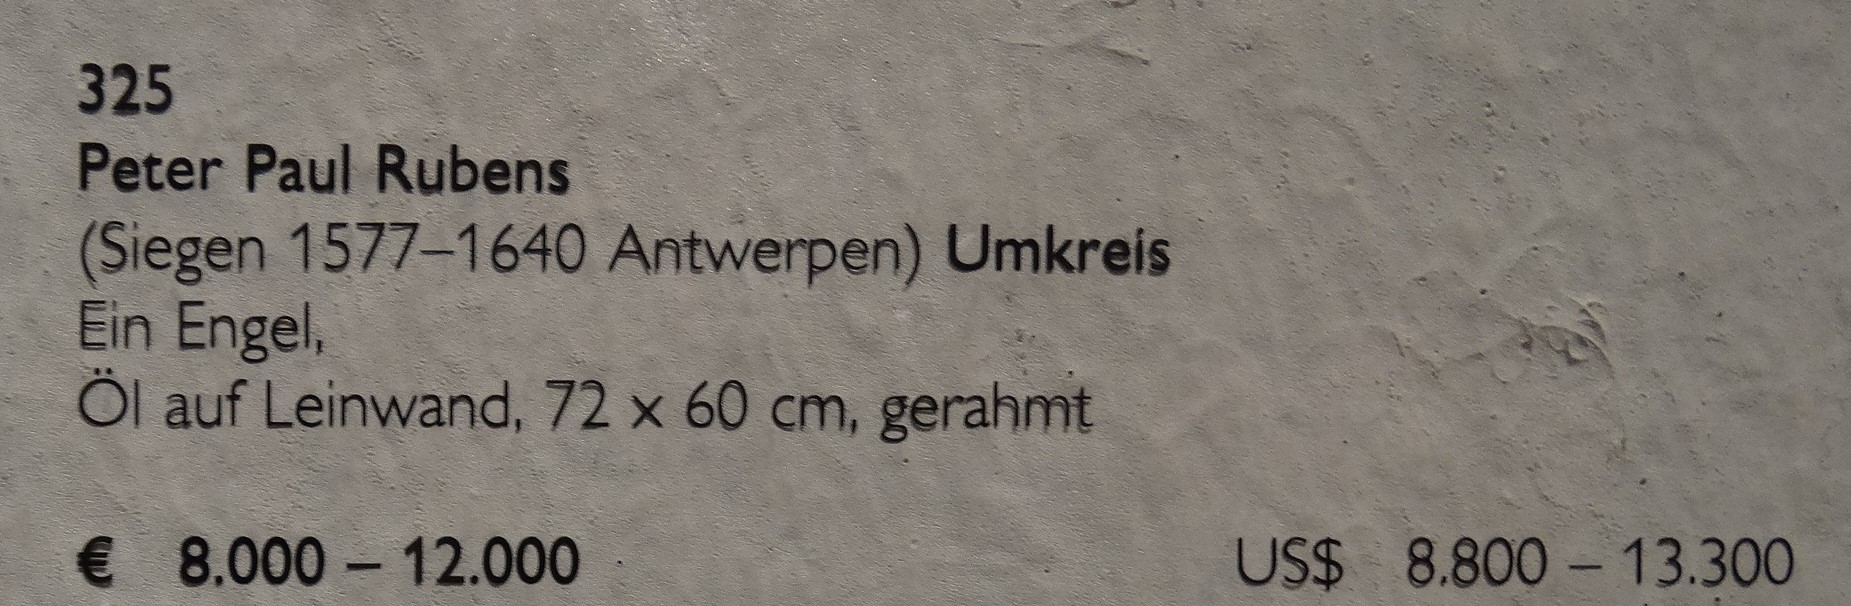 325
Peter Paul Rubens
(Siegen 1577–1640 Antwerpen) Umkreis
Ein Engel,
Öl auf Leinwand, 72 x 60 cm, gerahmt
€ 8.000 – 12.000 US$ 8.800 – 13.300